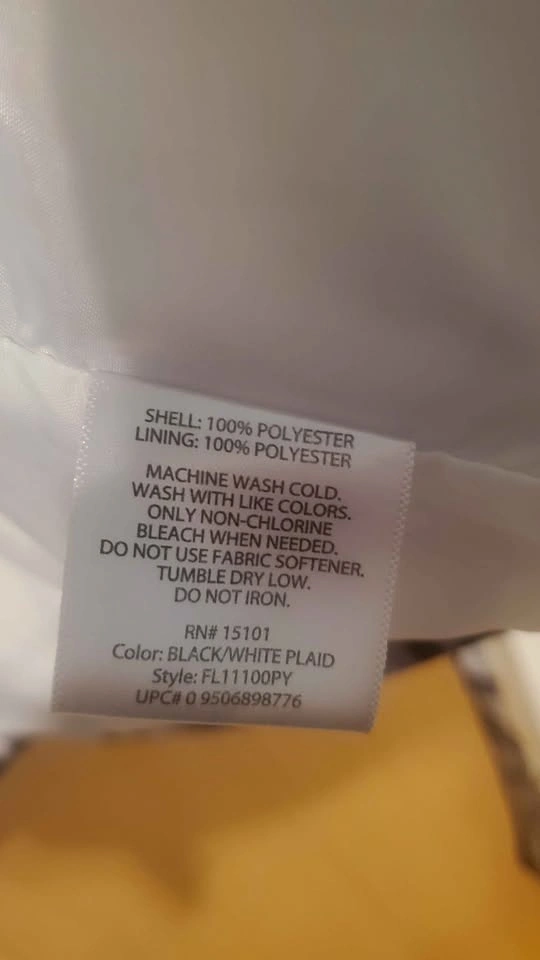 SHELL: 100% POLYESTER
LINING: 100% POLYESTER
MACHINE WASH COLD.
WASH WITH LIKE COLORS.
ONLY NON-CHLORINE
BLEACH WHEN NEEDED.
DO NOT USE FABRIC SOFTENER.
TUMBLE DRY LOW.
DO NOT IRON.
RN# 15101
Color: BLACK/WHITE PLAID
Style: FL11100PY
UPC# 0 9506898776